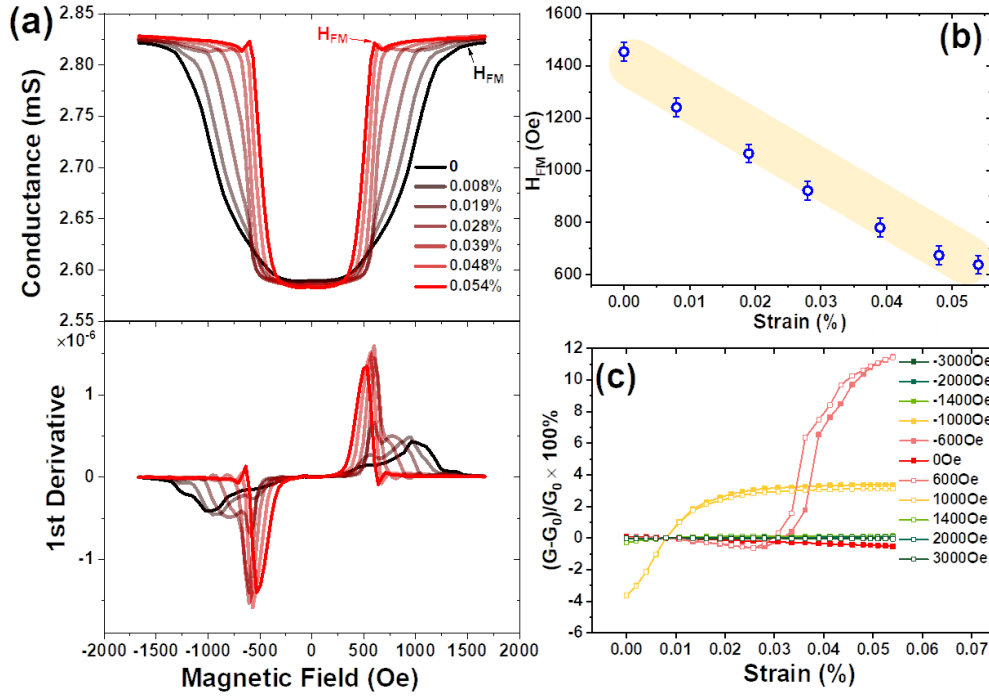 (a)
Conductance (mS)
2.85
2.80
2.75
2.70
2.65
2.60
2.55
H_FM
H_FM
0
0.008%
0.019%
0.028%
0.039%
0.048%
0.054%
×10⁻⁶
1st Derivative
1
0
-1
-2000 -1500 -1000 -500 0 500 1000 1500 2000
Magnetic Field (Oe)
(b)
H_FM (Oe)
1600
1400
1200
1000
800
600
0.00 0.01 0.02 0.03 0.04 0.05
Strain (%)
(c)
(G-G₀)/G₀ × 100%
12
10
8
6
4
2
0
-2
-4
-6
-3000Oe
-2000Oe
-1400Oe
-1000Oe
-600Oe
0Oe
600Oe
1000Oe
1400Oe
2000Oe
3000Oe
0.00 0.01 0.02 0.03 0.04 0.05 0.06 0.07
Strain (%)